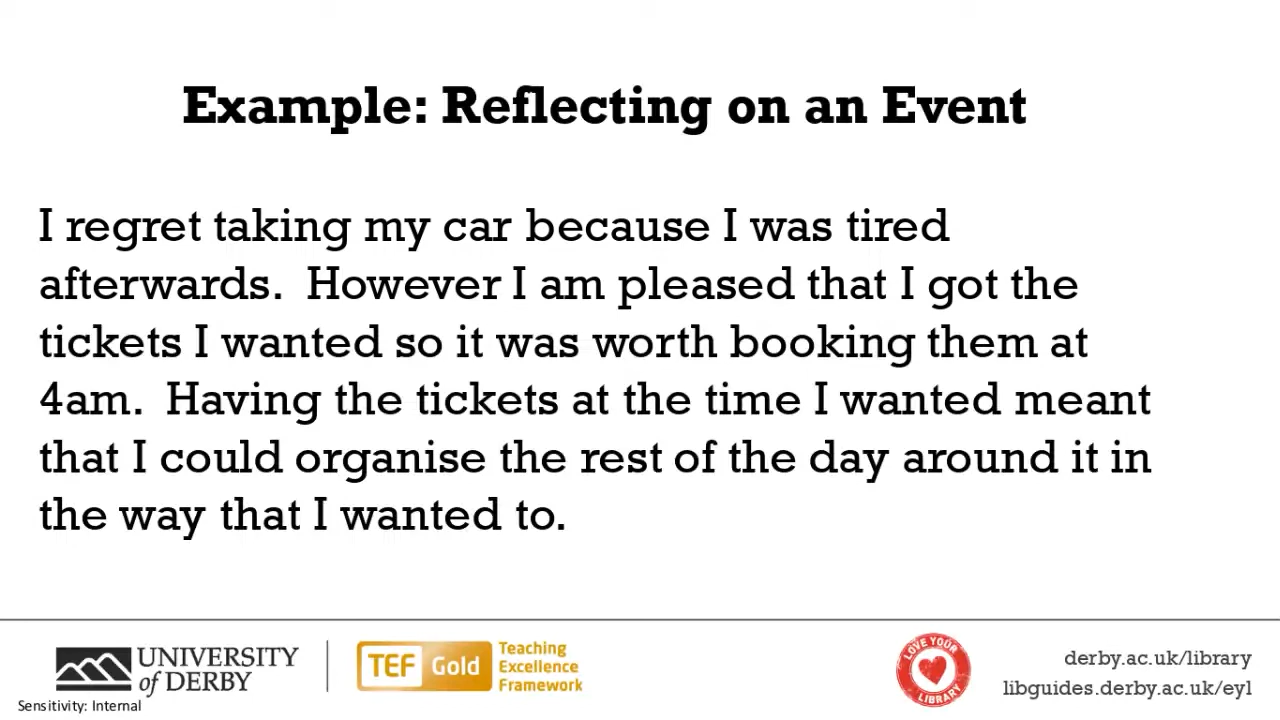 Example: Reflecting on an Event
I regret taking my car because I was tired
afterwards.  However I am pleased that I got the
tickets I wanted so it was worth booking them at
4am.  Having the tickets at the time I wanted meant
that I could organise the rest of the day around it in
the way that I wanted to.
UNIVERSITY
of DERBY
TEF Gold
Teaching
Excellence
Framework
LOVE YOUR
LIBRARY
derby.ac.uk/library
libguides.derby.ac.uk/eyl
Sensitivity: Internal